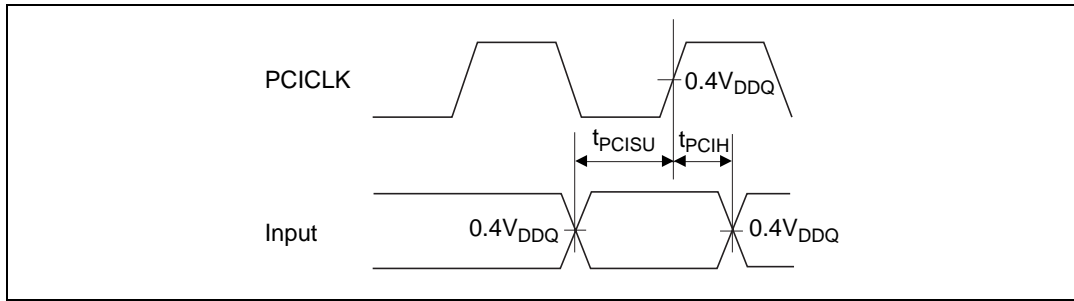 PCICLK
0.4VDDQ
tPCISU
tPCIH
Input
0.4VDDQ
0.4VDDQ